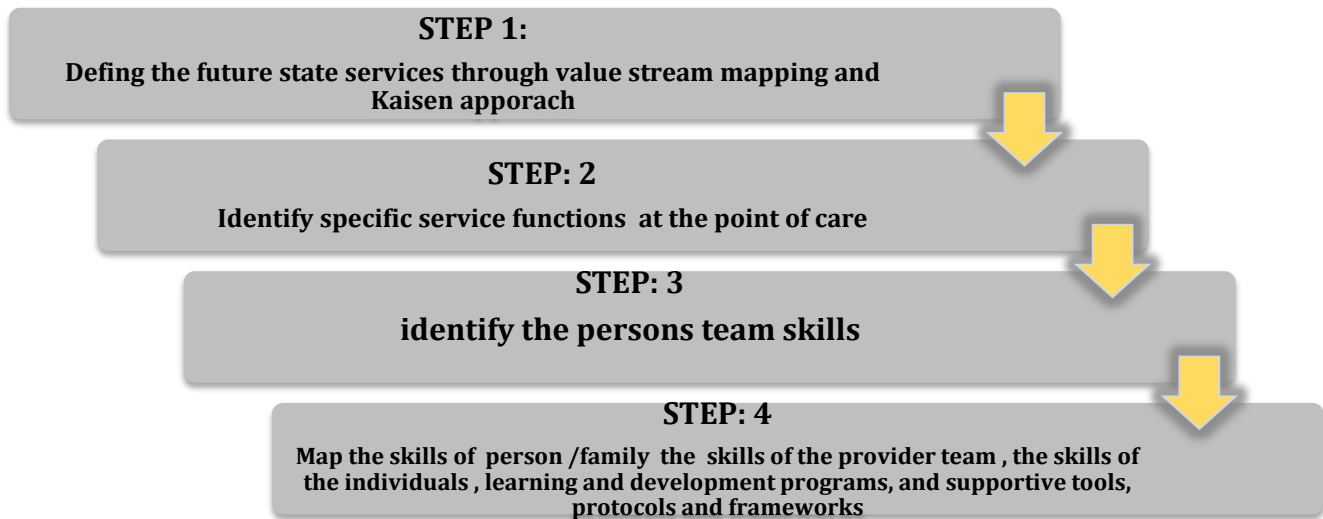 STEP 1:
Defing the future state services through value stream mapping and
Kaisen apporach
STEP: 2
Identify specific service functions at the point of care
STEP: 3
identify the persons team skills
STEP: 4
Map the skills of person /family the skills of the provider team , the skills of
the individuals , learning and development programs, and supportive tools,
protocols and frameworks